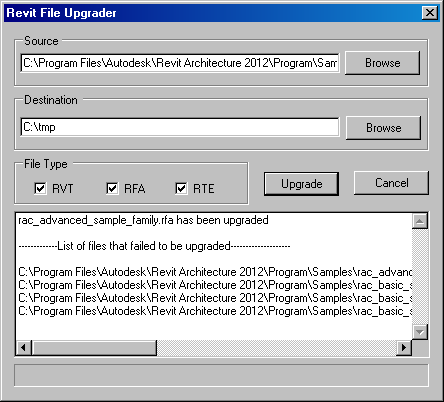 Revit File Upgrader
Source
C:\Program Files\Autodesk\Revit Architecture 2012\Program\Sam
Browse
Destination
C:\tmp
Browse
File Type
RVT
RFA
RTE
Upgrade
Cancel
rac_advanced_sample_family.rfa has been upgraded
------------List of files that failed to be upgraded-------------------
C:\Program Files\Autodesk\Revit Architecture 2012\Program\Samples\rac_advanc
C:\Program Files\Autodesk\Revit Architecture 2012\Program\Samples\rac_basic_s
C:\Program Files\Autodesk\Revit Architecture 2012\Program\Samples\rac_basic_s
C:\Program Files\Autodesk\Revit Architecture 2012\Program\Samples\rac_basic_s